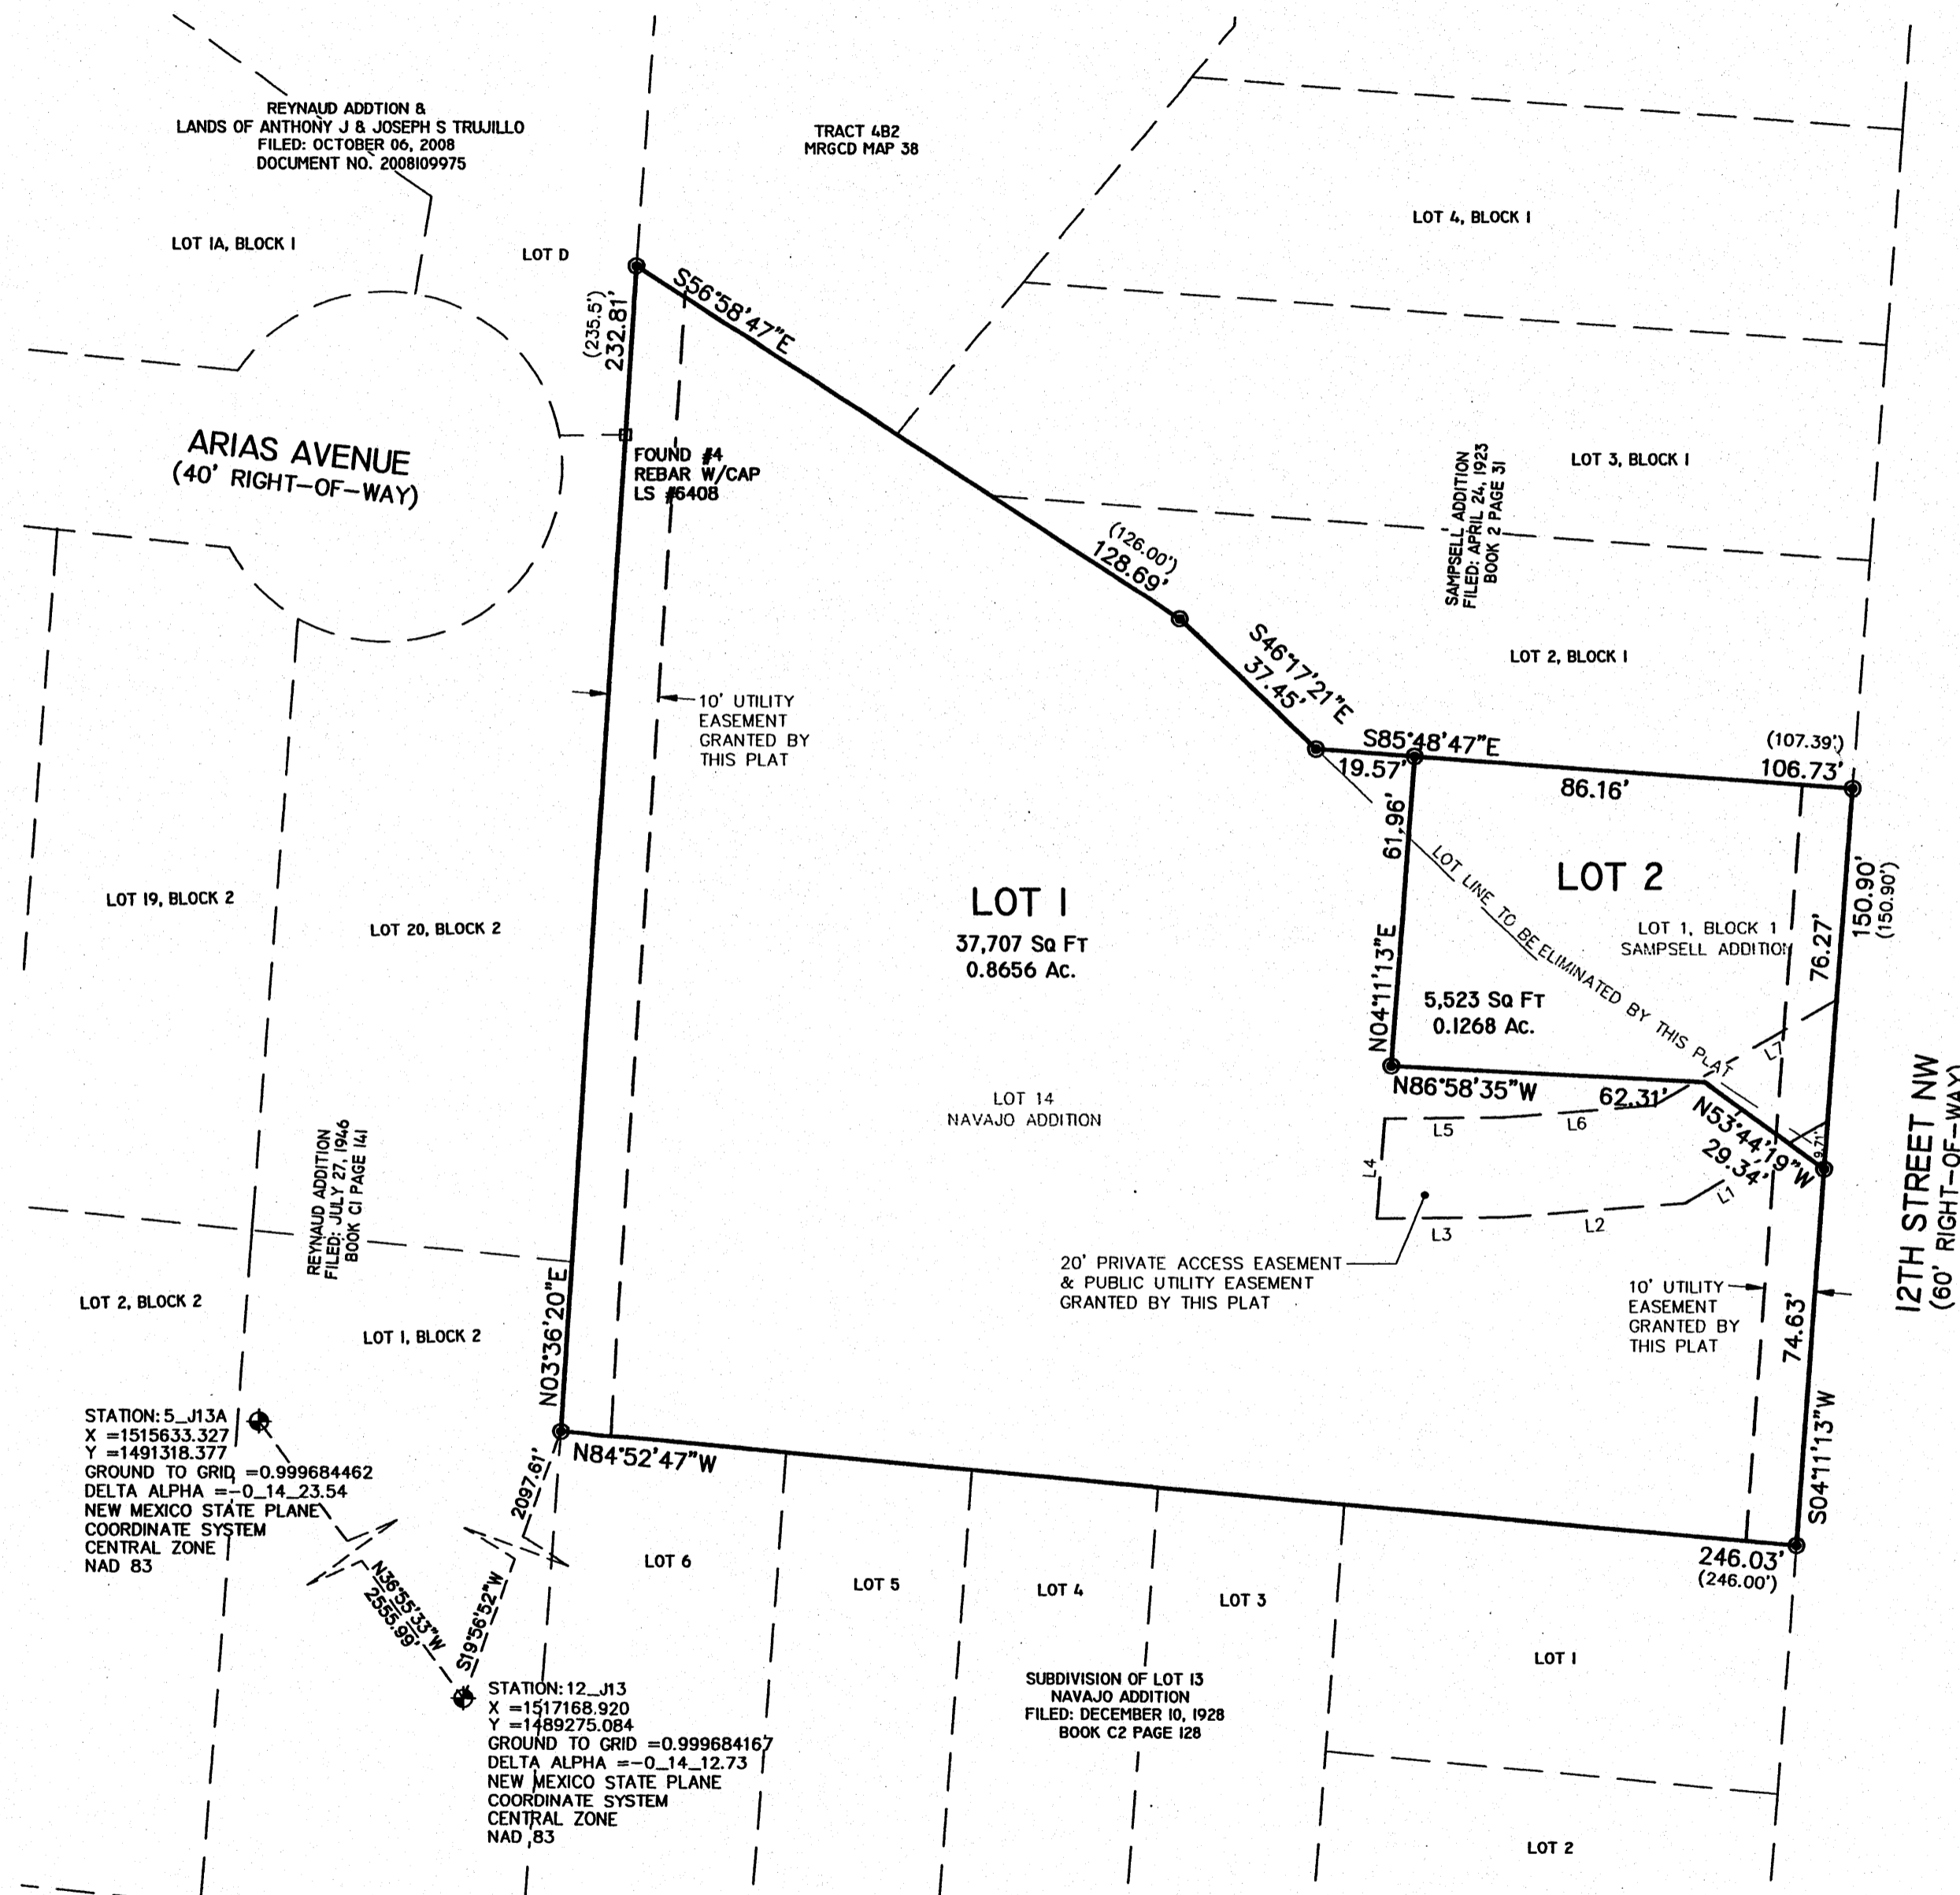 REYNAUD ADDTION &
LANDS OF ANTHONY J & JOSEPH S TRUJILLO
FILED: OCTOBER 06, 2008
DOCUMENT NO. 2008109975
TRACT 4B2
MRGCD MAP 38
LOT 4, BLOCK 1
LOT 1A, BLOCK 1
LOT D
S56°58'47"E
(235.5')
232.81'
ARIAS AVENUE
(40' RIGHT-OF-WAY)
FOUND #4
REBAR W/CAP
LS #6408
LOT 3, BLOCK 1
SAMPSELL ADDITION
FILED: APRIL 24, 1923
BOOK 2 PAGE 31
(126.00')
128.69'
S46°17'21"E
37.45'
LOT 2, BLOCK 1
10' UTILITY
EASEMENT
GRANTED BY
THIS PLAT
S85°48'47"E
19.57'
86.16'
(107.39')
106.73'
61.96'
N04°11'13"E
LOT LINE TO BE ELIMINATED BY THIS PLAT
LOT 2
LOT 1, BLOCK 1
SAMPSELL ADDITION
5,523 SQ FT
0.1268 AC.
76.27'
150.90'
(150.90')
LOT 1
37,707 SQ FT
0.8656 AC.
LOT 19, BLOCK 2
LOT 20, BLOCK 2
LOT 14
NAVAJO ADDITION
N86°58'35"W
62.31'
L7
N53°44'19"W
29.34'
9.71'
L5
L6
L4
L1
L3
L2
12TH STREET NW
(60' RIGHT-OF-WAY)
REYNAUD ADDITION
FILED: JULY 27, 1946
BOOK C1 PAGE 141
20' PRIVATE ACCESS EASEMENT
& PUBLIC UTILITY EASEMENT
GRANTED BY THIS PLAT
10' UTILITY
EASEMENT
GRANTED BY
THIS PLAT
74.63'
S04°11'13"W
LOT 2, BLOCK 2
LOT 1, BLOCK 2
N03°36'20"E
STATION: 5_J13A
X =1515633.327
Y =1491318.377
GROUND TO GRID =0.999684462
DELTA ALPHA =-0_14_23.54
NEW MEXICO STATE PLANE
COORDINATE SYSTEM
CENTRAL ZONE
NAD 83
N84°52'47"W
246.03'
(246.00')
2097.61'
S19°56'52"W
N36°55'33"W
2555.99'
LOT 6
LOT 5
LOT 4
LOT 3
LOT 1
STATION: 12_J13
X =1517168.920
Y =1489275.084
GROUND TO GRID =0.999684167
DELTA ALPHA =-0_14_12.73
NEW MEXICO STATE PLANE
COORDINATE SYSTEM
CENTRAL ZONE
NAD 83
SUBDIVISION OF LOT 13
NAVAJO ADDITION
FILED: DECEMBER 10, 1928
BOOK C2 PAGE 128
LOT 2